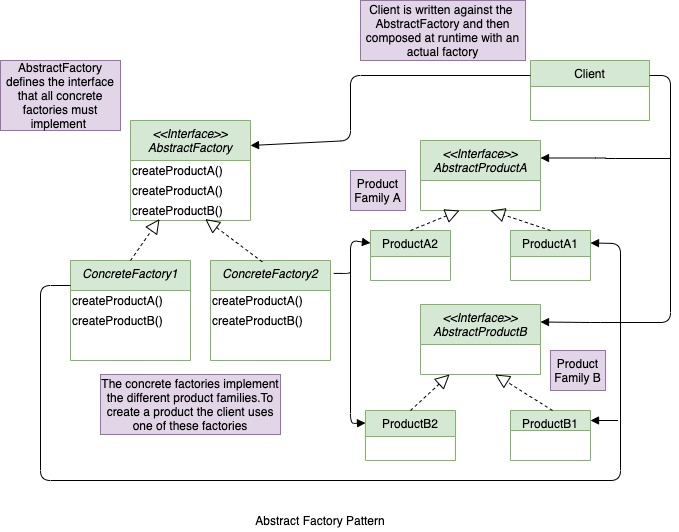 Client is written against the
AbstractFactory and then
composed at runtime with an
actual factory
AbstractFactory
defines the interface
that all concrete
factories must
implement
Client
<<Interface>>
AbstractFactory
createProductA()
createProductA()
createProductB()
<<Interface>>
AbstractProductA
Product
Family A
ProductA2
ProductA1
ConcreteFactory1
createProductA()
createProductB()
ConcreteFactory2
createProductA()
createProductB()
<<Interface>>
AbstractProductB
Product
Family B
The concrete factories implement
the different product families.To
create a product the client uses
one of these factories
ProductB2
ProductB1
Abstract Factory Pattern